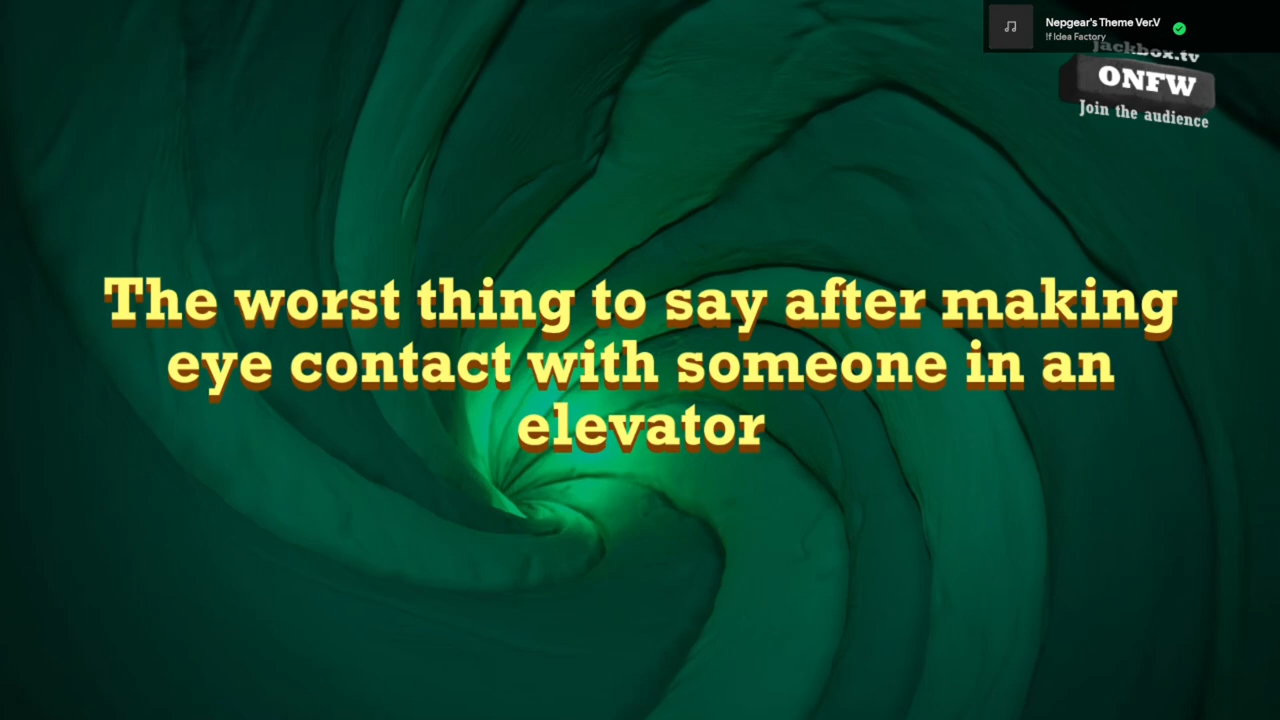 Nepgear's Theme Ver.V
!f Idea Factory
jackbox.tv
ONFW
Join the audience
The worst thing to say after making
eye contact with someone in an
elevator